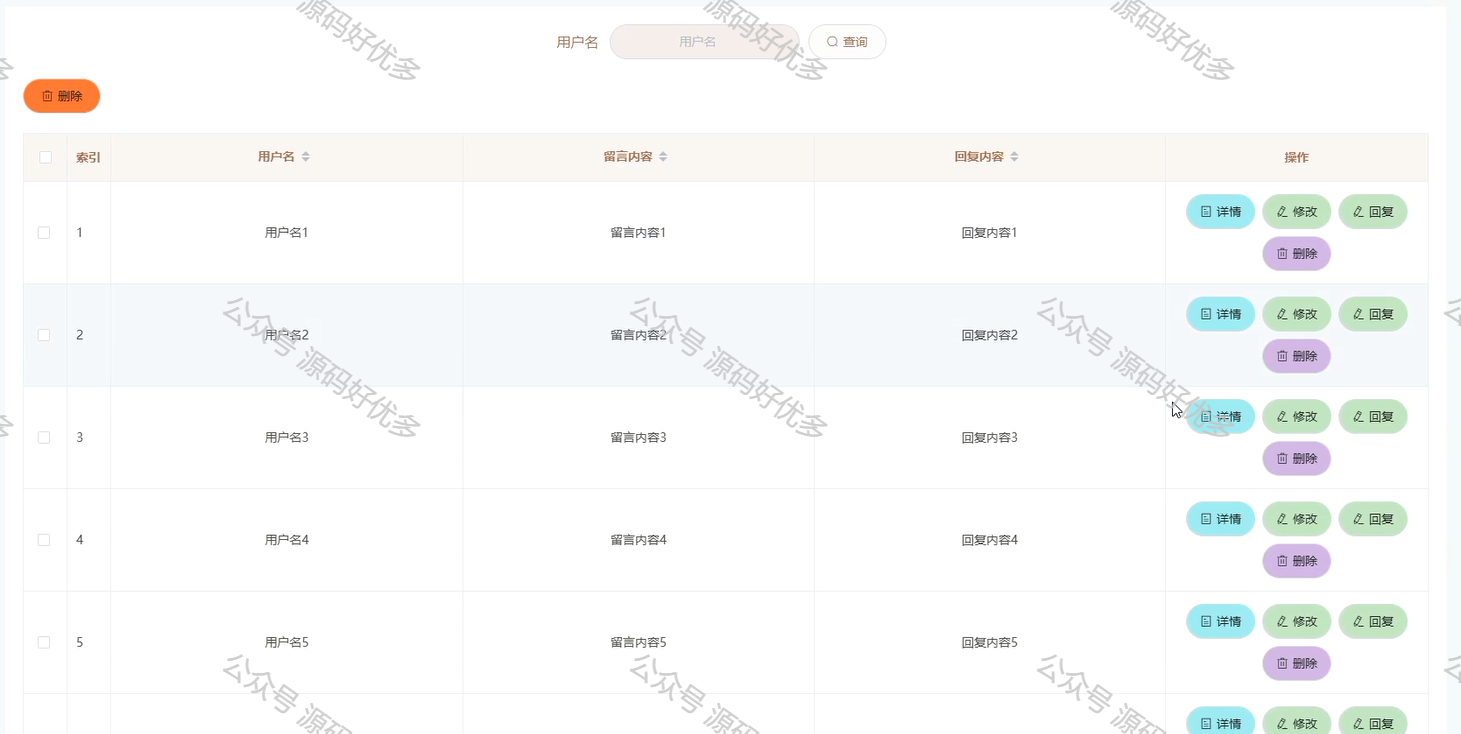 源码好优多 源码好优多 源码好优多
用户名 用户名 查询
多
删除
索引 用户名 留言内容 回复内容 操作
1 用户名1 留言内容1 回复内容1 详情 修改 回复
删除
2 用户名2 留言内容2 回复内容2 详情 修改 回复
删除
公众号 源码好优多 公众号 源码好优多 公众号 源码好优多 公
多
3 用户名3 留言内容3 回复内容3 详情 修改 回复
删除
4 用户名4 留言内容4 回复内容4 详情 修改 回复
删除
5 用户名5 留言内容5 回复内容5 详情 修改 回复
删除
公众号 源码 公众号 源码 公众号 源码 公
详情 修改 回复